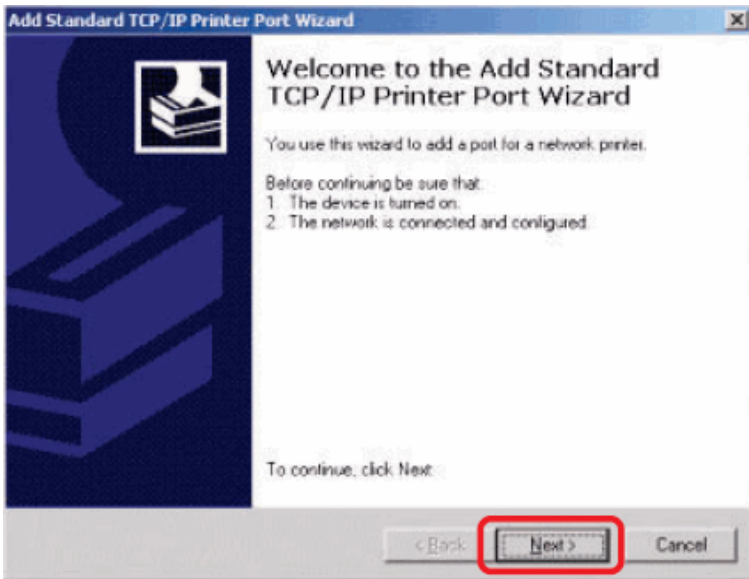 Add Standard TCP/IP Printer Port Wizard
Welcome to the Add Standard
TCP/IP Printer Port Wizard
You use this wizard to add a port for a network printer.
Before continuing be sure that:
1. The device is turned on.
2. The network is connected and configured.
To continue, click Next.
< Back
Next >
Cancel